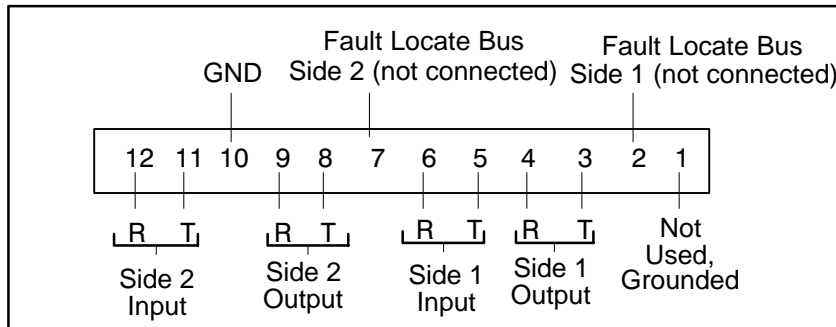 Fault Locate Bus
Side 2 (not connected)
Fault Locate Bus
Side 1 (not connected)
GND
12 11 10 9 8 7 6 5 4 3 2 1
R T
Side 2
Input
R T
Side 2
Output
R T
Side 1
Input
R T
Side 1
Output
Not
Used,
Grounded